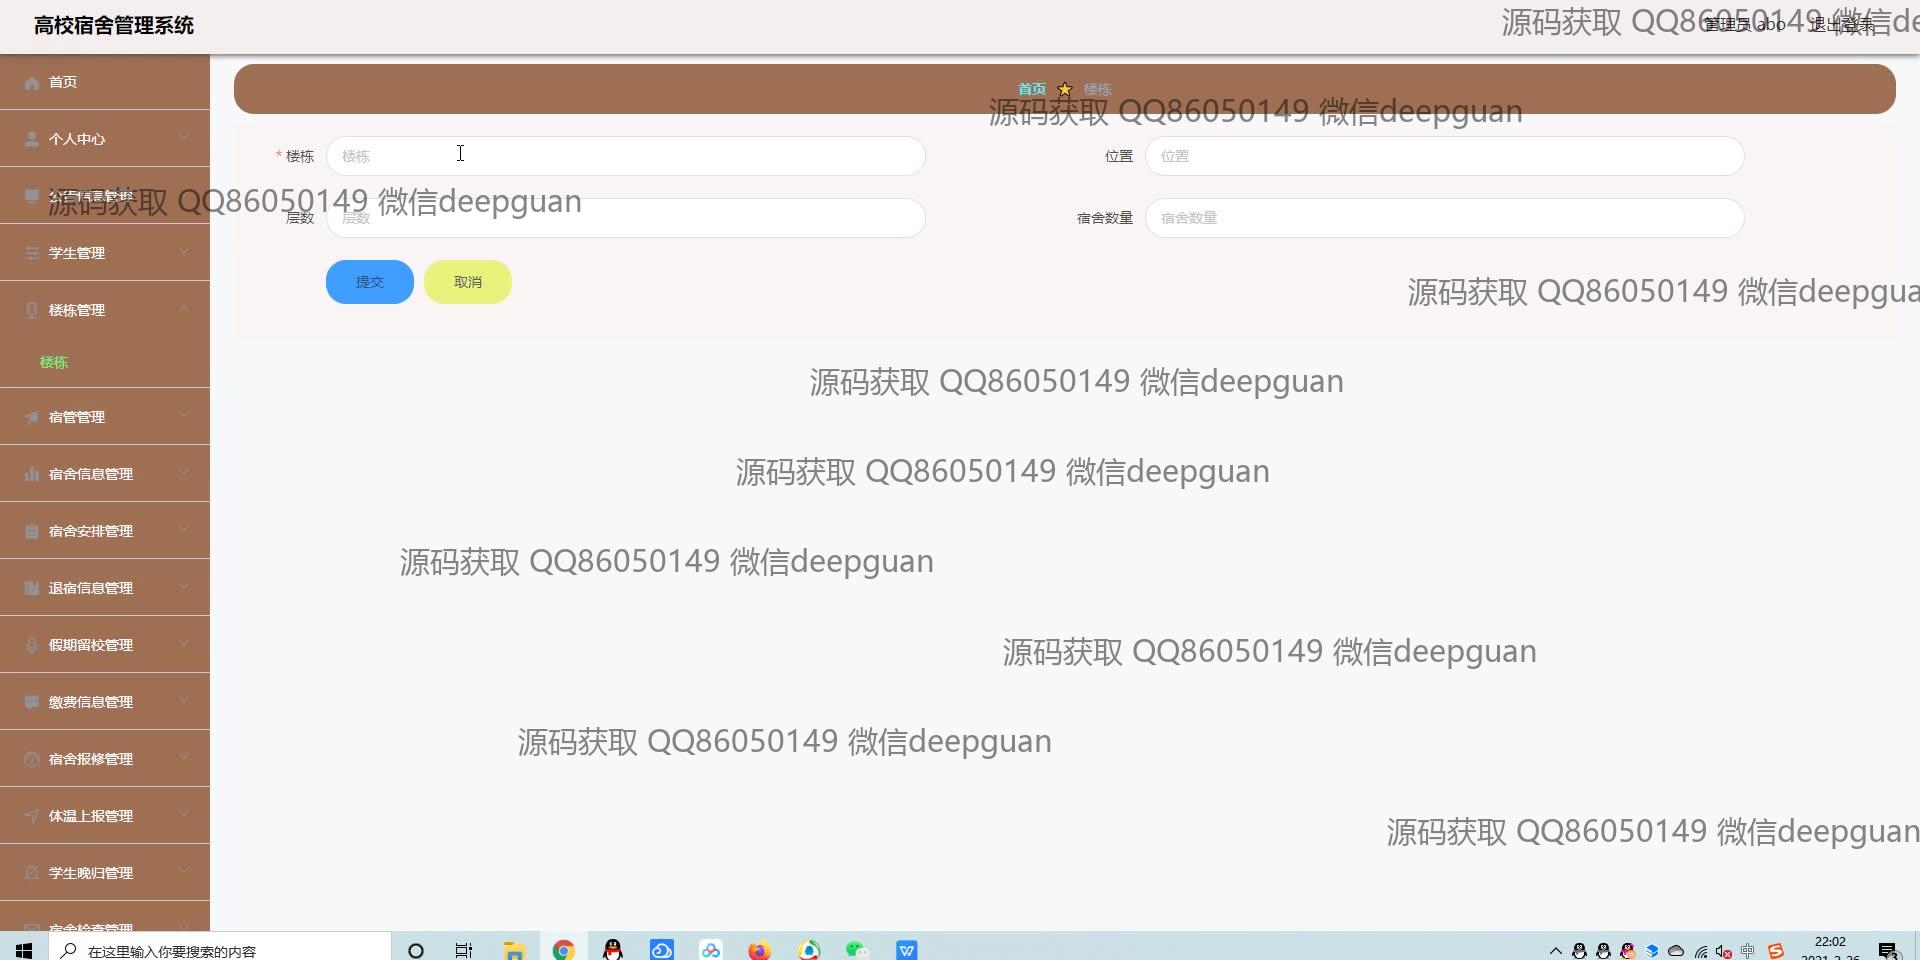 高校宿舍管理系统
管理员 abo
退出登录
源码获取 QQ86050149 微信de
首页
首页
楼栋
源码获取 QQ86050149 微信deepguan
个人中心
* 楼栋
楼栋
位置
位置
公告信息管理
源码获取 QQ86050149 微信deepguan
层数
层数
宿舍数量
宿舍数量
学生管理
提交
取消
源码获取 QQ86050149 微信deepgua
楼栋管理
楼栋
源码获取 QQ86050149 微信deepguan
宿管管理
宿舍信息管理
源码获取 QQ86050149 微信deepguan
宿舍安排管理
源码获取 QQ86050149 微信deepguan
退宿信息管理
假期留校管理
源码获取 QQ86050149 微信deepguan
缴费信息管理
源码获取 QQ86050149 微信deepguan
宿舍报修管理
体温上报管理
源码获取 QQ86050149 微信deepguan
学生晚归管理
宿舍检查管理
在这里输入你要搜索的内容
中
22:02
2021-2-26